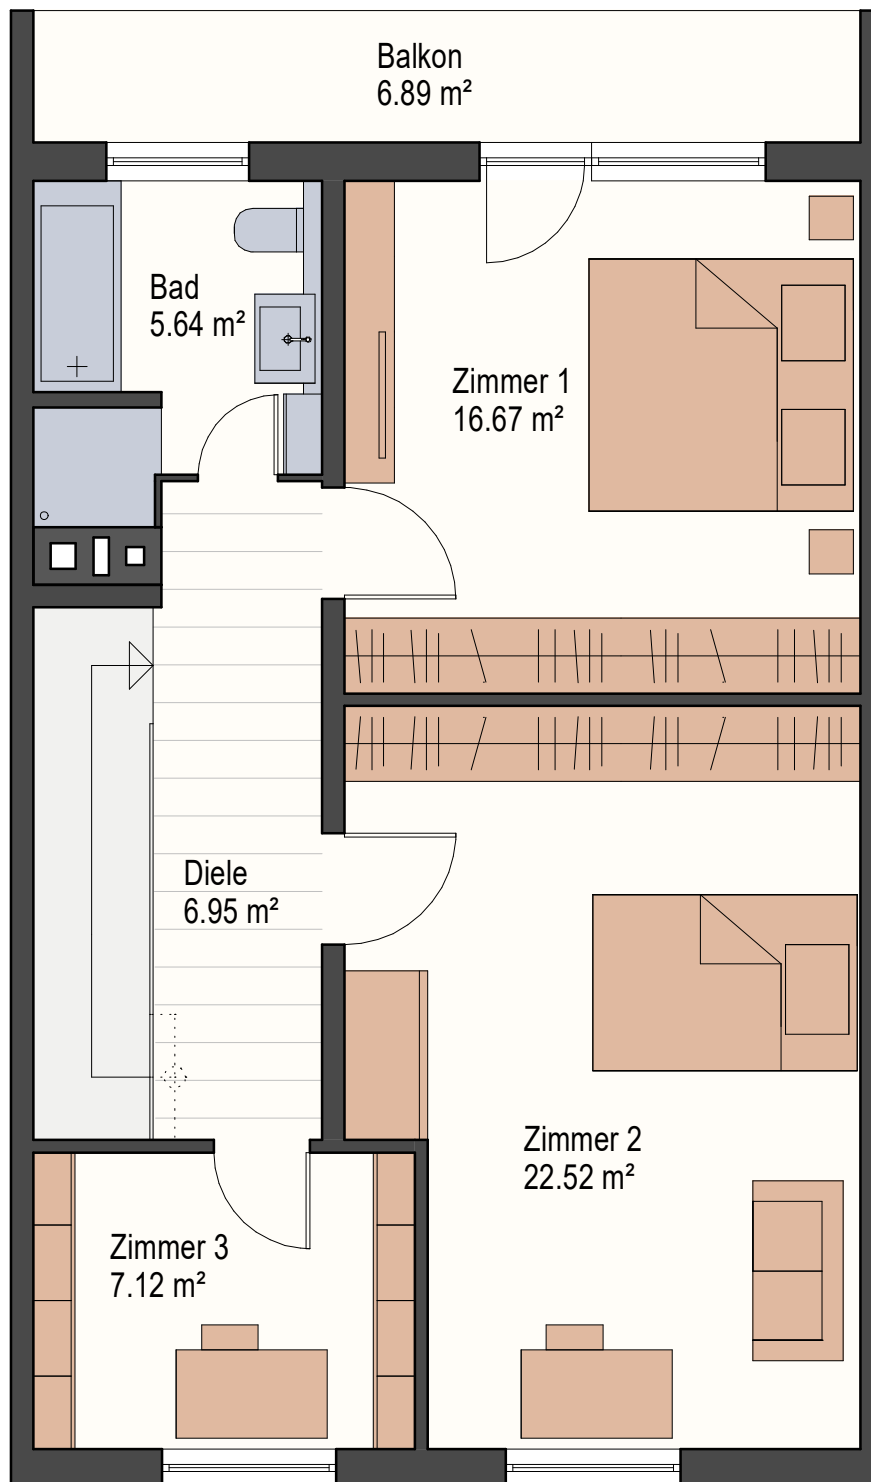 Balkon
6.89 m²
Bad
5.64 m²
Zimmer 1
16.67 m²
Diele
6.95 m²
Zimmer 2
22.52 m²
Zimmer 3
7.12 m²